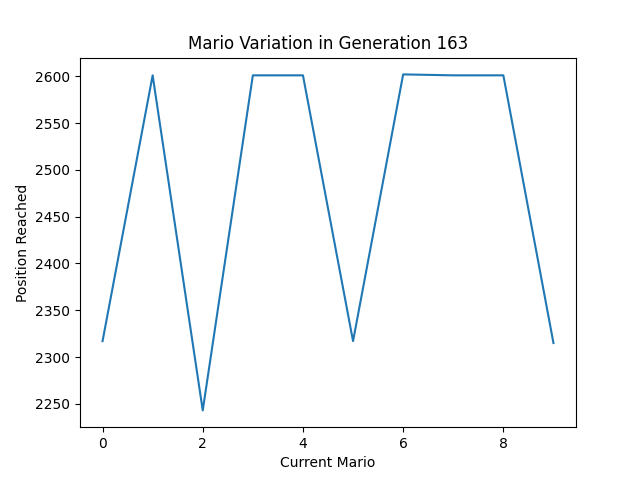 Mario Variation in Generation 163
2600
2550
2500
2450
2400
2350
2300
2250
Position Reached
0 2 4 6 8
Current Mario